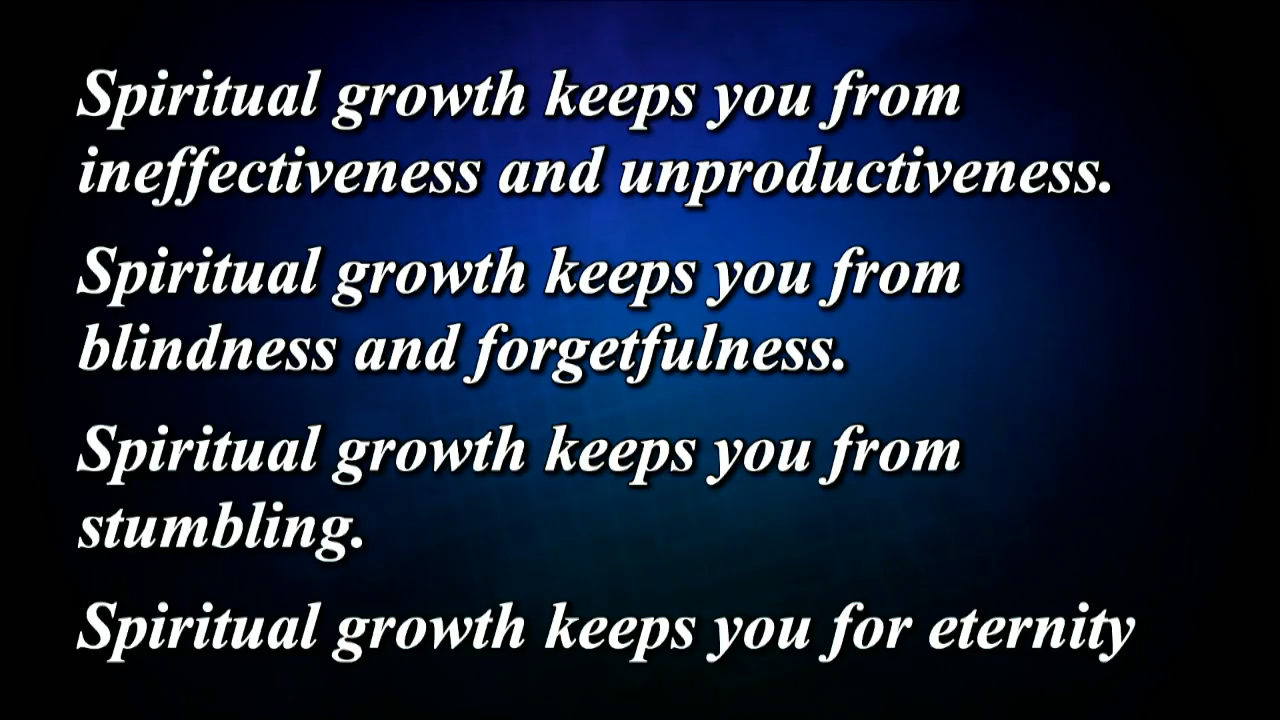 Spiritual growth keeps you from
ineffectiveness and unproductiveness.
Spiritual growth keeps you from
blindness and forgetfulness.
Spiritual growth keeps you from
stumbling.
Spiritual growth keeps you for eternity